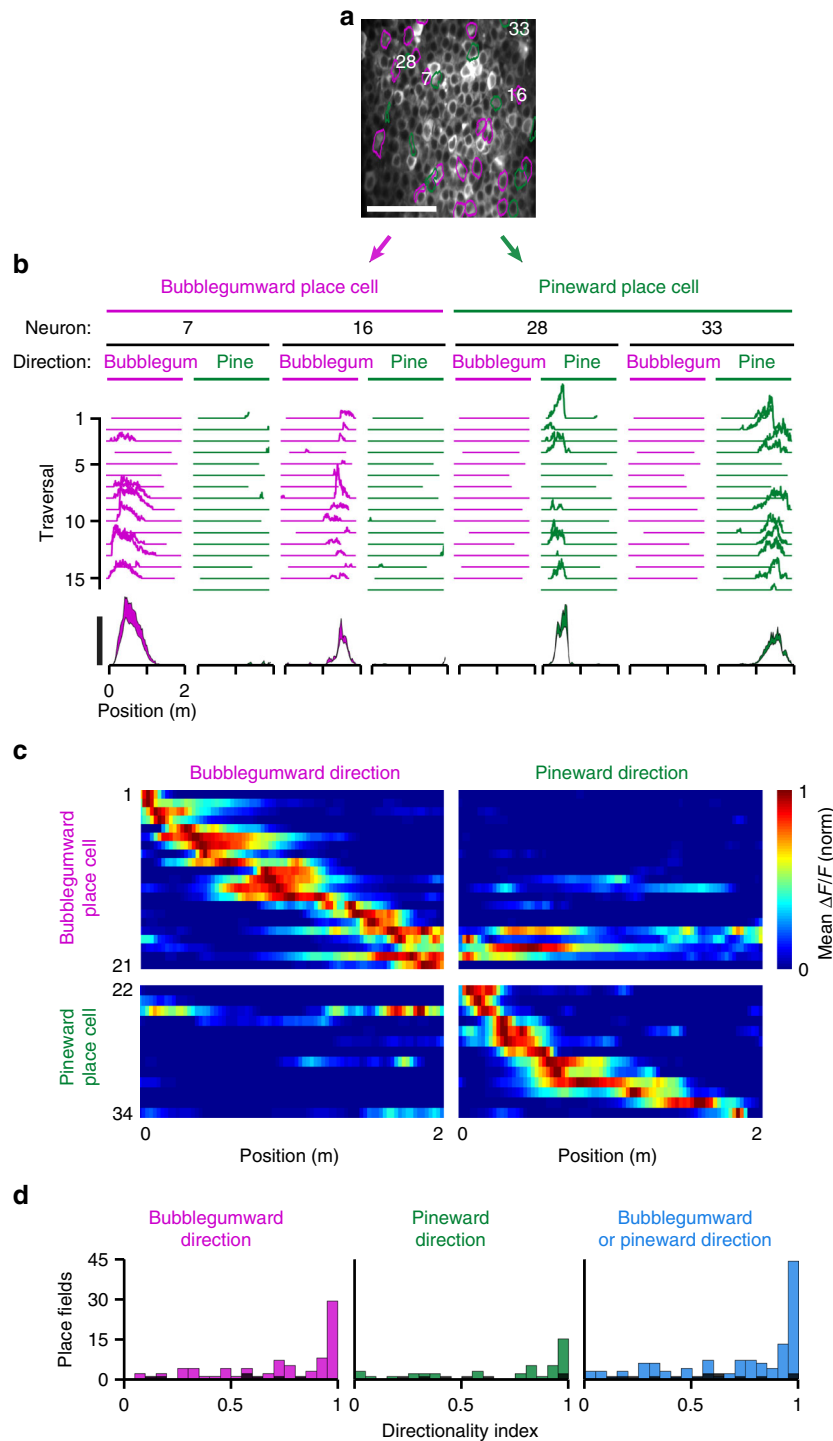 a
33
28
7
16
b
Bubblegumward place cell Pineward place cell
Neuron: 7 16 28 33
Direction: Bubblegum Pine Bubblegum Pine Bubblegum Pine Bubblegum Pine
1
5
10
15
Traversal
0 2
Position (m)
c
Bubblegumward direction Pineward direction
1
21
Bubblegumward
place cell
22
34
Pineward
place cell
0 2 0 2
Position (m) Position (m)
1
0
Mean ΔF/F (norm)
d
Bubblegumward
direction
Pineward
direction
Bubblegumward
or pineward direction
45
30
15
0
Place fields
0 0.5 1 0 0.5 1 0 0.5 1
Directionality index